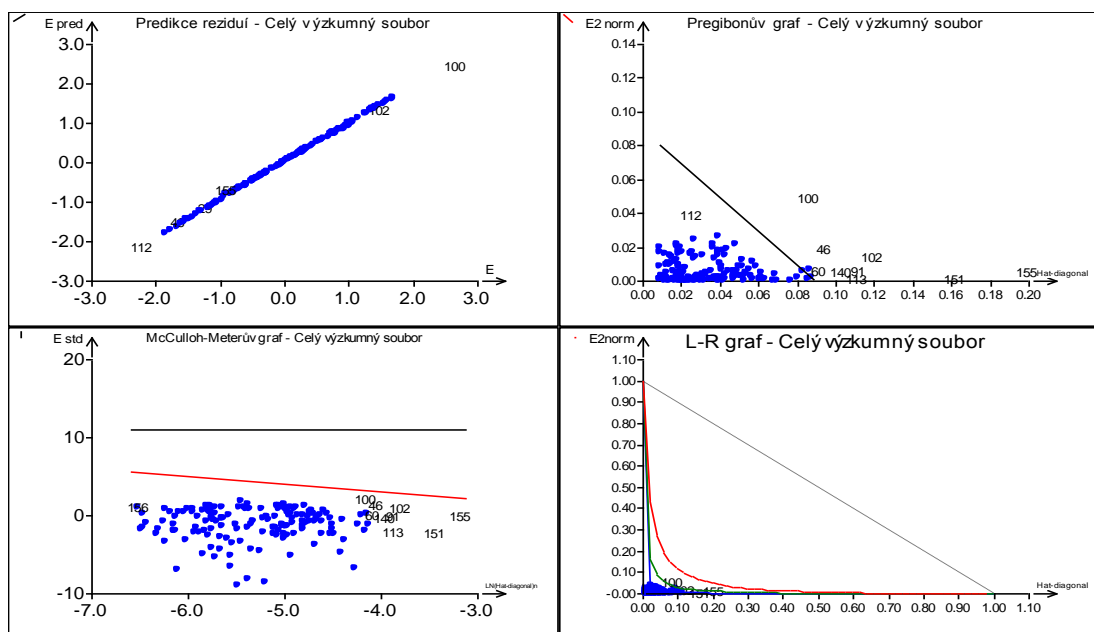 E pred
Predikce reziduí - Celý výzkumný soubor
3.0
2.0
1.0
0.0
-1.0
-2.0
-3.0
100
102
29
112
E
-3.0 -2.0 -1.0 0.0 1.0 2.0 3.0
E2 norm
Pregibonův graf - Celý výzkumný soubor
0.14
0.12
0.10
0.08
0.06
0.04
0.02
0.00
100
112
46
102
60 140 91
113
151
155
Hat-diagonal
0.00 0.02 0.04 0.06 0.08 0.10 0.12 0.14 0.16 0.18 0.20
E std
McCulloh-Meterův graf - Celý výzkumný soubor
20
10
0
-10
156
100
46
102
60 140 91
113
151
155
LN(Hat-diagonal)n
-7.0 -6.0 -5.0 -4.0 -3.0
E2norm
L-R graf - Celý výzkumný soubor
1.10
1.00
0.90
0.80
0.70
0.60
0.50
0.40
0.30
0.20
0.10
-0.00
100
155
Hat-diagonal
0.00 0.10 0.20 0.30 0.40 0.50 0.60 0.70 0.80 0.90 1.00 1.10